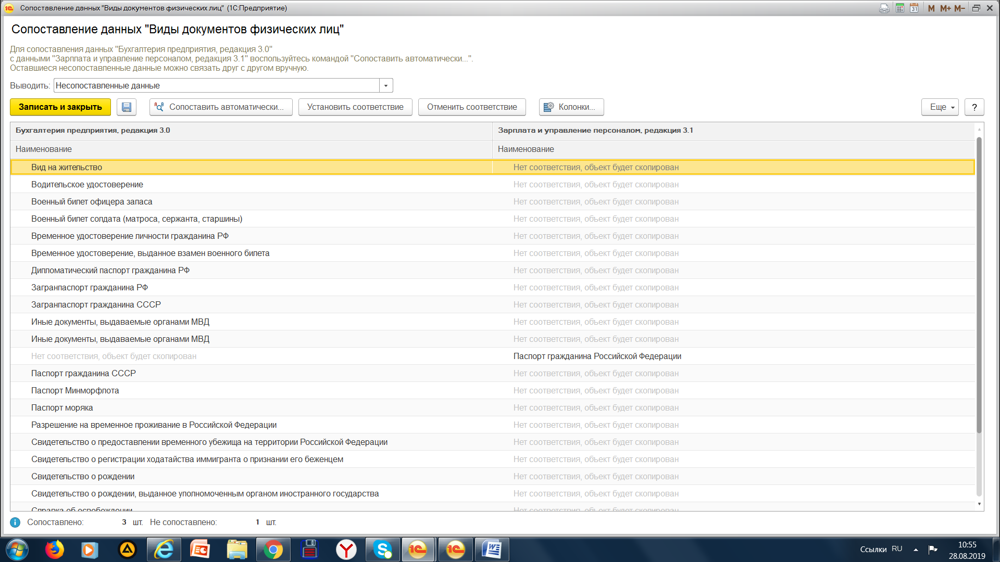 Сопоставление данных "Виды документов физических лиц" (1С:Предприятие)
31 M M+ M-
Сопоставление данных "Виды документов физических лиц"
Для сопоставления данных "Бухгалтерия предприятия, редакция 3.0"
с данными "Зарплата и управление персоналом, редакция 3.1" воспользуйтесь командой "Сопоставить автоматически...".
Оставшиеся несопоставленные данные можно связать друг с другом вручную.
Выводить: Несопоставленные данные
Записать и закрыть Сопоставить автоматически... Установить соответствие Отменить соответствие Колонки... Еще ?
Бухгалтерия предприятия, редакция 3.0 Зарплата и управление персоналом, редакция 3.1
Наименование Наименование
Вид на жительство Нет соответствия, объект будет скопирован
Водительское удостоверение Нет соответствия, объект будет скопирован
Военный билет офицера запаса Нет соответствия, объект будет скопирован
Военный билет солдата (матроса, сержанта, старшины) Нет соответствия, объект будет скопирован
Временное удостоверение личности гражданина РФ Нет соответствия, объект будет скопирован
Временное удостоверение, выданное взамен военного билета Нет соответствия, объект будет скопирован
Дипломатический паспорт гражданина РФ Нет соответствия, объект будет скопирован
Загранпаспорт гражданина РФ Нет соответствия, объект будет скопирован
Загранпаспорт гражданина СССР Нет соответствия, объект будет скопирован
Иные документы, выдаваемые органами МВД Нет соответствия, объект будет скопирован
Иные документы, выдаваемые органами МВД Нет соответствия, объект будет скопирован
Нет соответствия, объект будет скопирован Паспорт гражданина Российской Федерации
Паспорт гражданина СССР Нет соответствия, объект будет скопирован
Паспорт Минморфлота Нет соответствия, объект будет скопирован
Паспорт моряка Нет соответствия, объект будет скопирован
Разрешение на временное проживание в Российской Федерации Нет соответствия, объект будет скопирован
Свидетельство о предоставлении временного убежища на территории Российской Федерации Нет соответствия, объект будет скопирован
Свидетельство о регистрации ходатайства иммигранта о признании его беженцем Нет соответствия, объект будет скопирован
Свидетельство о рождении Нет соответствия, объект будет скопирован
Свидетельство о рождении, выданное уполномоченным органом иностранного государства Нет соответствия, объект будет скопирован
Справка об освобождении Нет соответствия, объект будет скопирован
Сопоставлено: 3 шт. Не сопоставлено: 1 шт.
Ссылки RU 10:55
28.08.2019